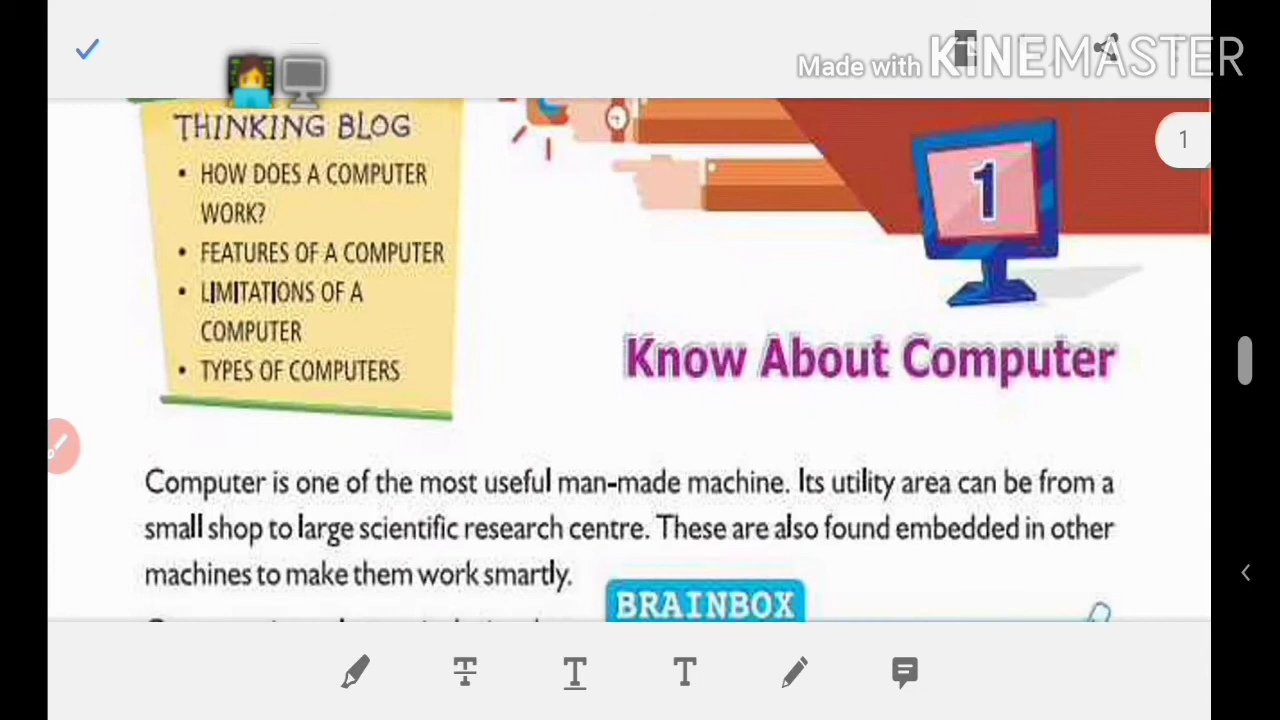 Made with KINEMASTER
1
THINKING BLOG
• HOW DOES A COMPUTER
WORK?
• FEATURES OF A COMPUTER
• LIMITATIONS OF A
COMPUTER
• TYPES OF COMPUTERS
1
Know About Computer
Computer is one of the most useful man-made machine. Its utility area can be from a
small shop to large scientific research centre. These are also found embedded in other
machines to make them work smartly.
BRAINBOX